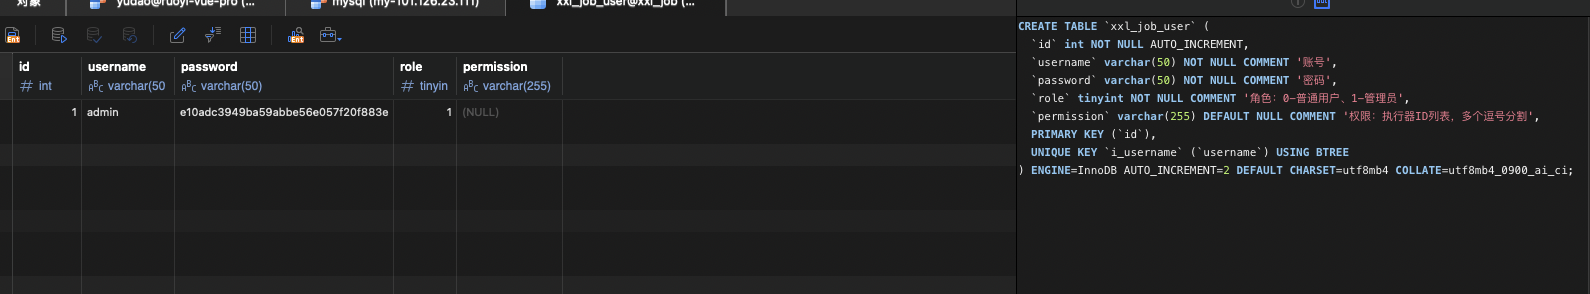 对象
yudao@ruoyi-vue-pro (...
mysql (my-101.126.23.111)
xxl_job_user@xxl_job (...
id
username
password
role
permission
# int
ABC varchar(50
ABC varchar(50)
# tinyin
ABC varchar(255)
1
admin
e10adc3949ba59abbe56e057f20f883e
1
(NULL)
CREATE TABLE `xxl_job_user` (
`id` int NOT NULL AUTO_INCREMENT,
`username` varchar(50) NOT NULL COMMENT '账号',
`password` varchar(50) NOT NULL COMMENT '密码',
`role` tinyint NOT NULL COMMENT '角色：0-普通用户、1-管理员',
`permission` varchar(255) DEFAULT NULL COMMENT '权限：执行器ID列表，多个逗号分割',
PRIMARY KEY (`id`),
UNIQUE KEY `i_username` (`username`) USING BTREE
) ENGINE=InnoDB AUTO_INCREMENT=2 DEFAULT CHARSET=utf8mb4 COLLATE=utf8mb4_0900_ai_ci;